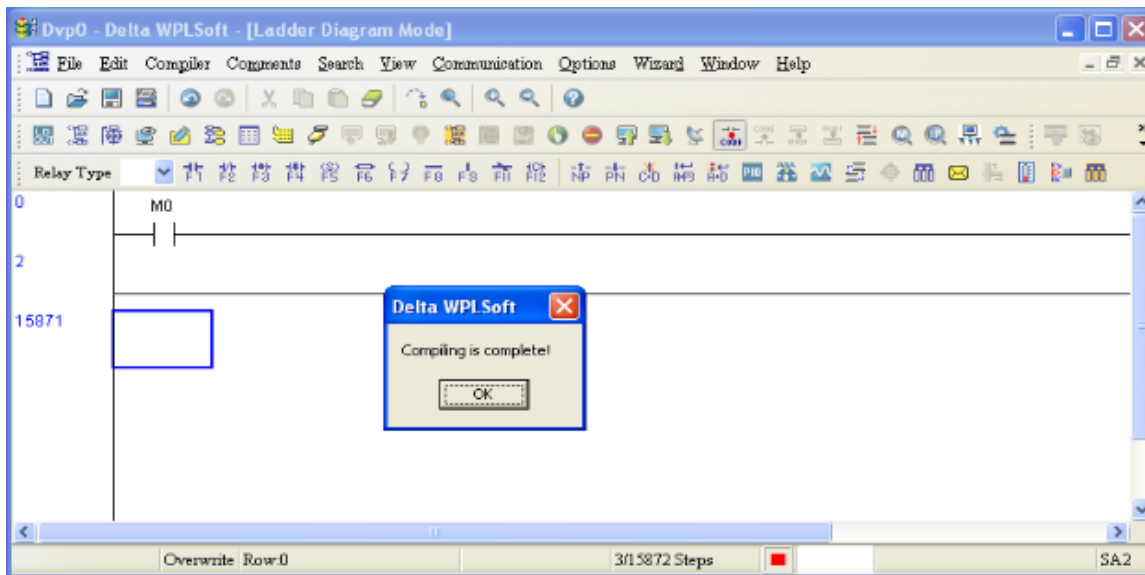 Dvp0 - Delta WPLSoft - [Ladder Diagram Mode]
File Edit Compiler Comments Search View Communication Options Wizard Window Help
Relay Type
0
M0
2
15871
Delta WPLSoft
Compiling is complete!
OK
Overwrite Row:0 3/15872 Steps SA2